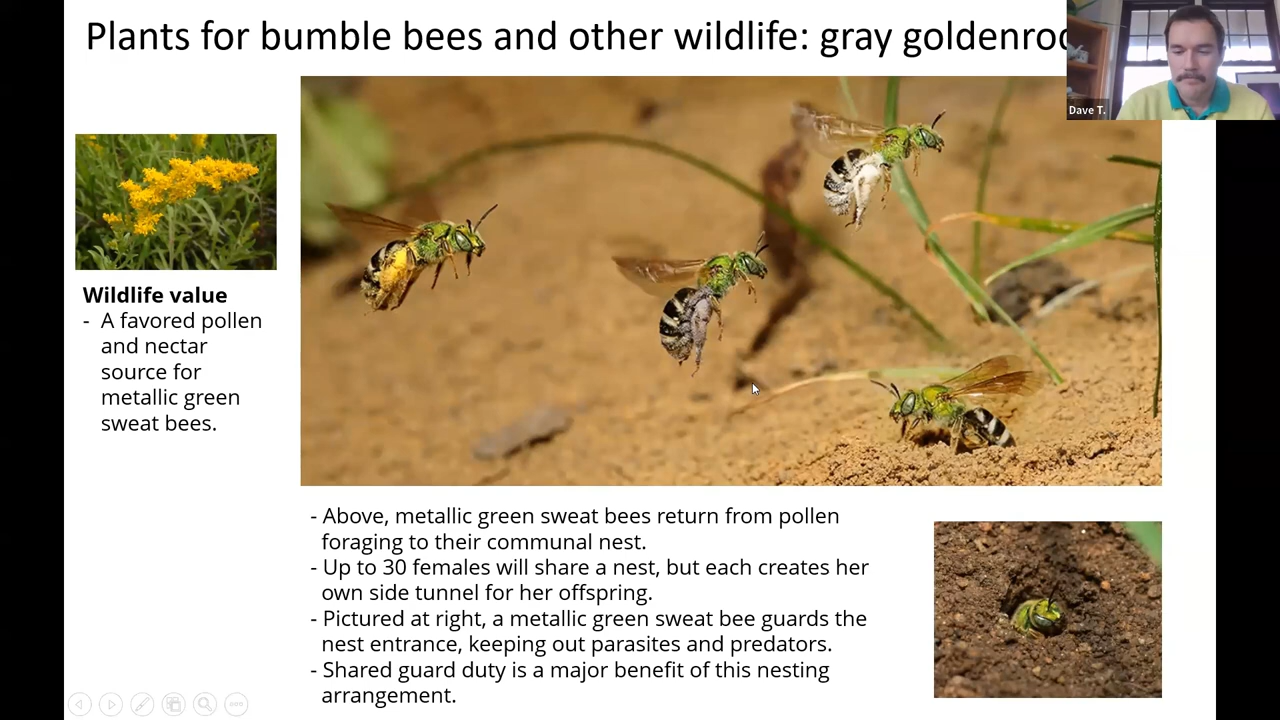 Plants for bumble bees and other wildlife: gray goldenrod
Dave T.
Wildlife value
- A favored pollen
and nectar
source for
metallic green
sweat bees.
- Above, metallic green sweat bees return from pollen
foraging to their communal nest.
- Up to 30 females will share a nest, but each creates her
own side tunnel for her offspring.
- Pictured at right, a metallic green sweat bee guards the
nest entrance, keeping out parasites and predators.
- Shared guard duty is a major benefit of this nesting
arrangement.